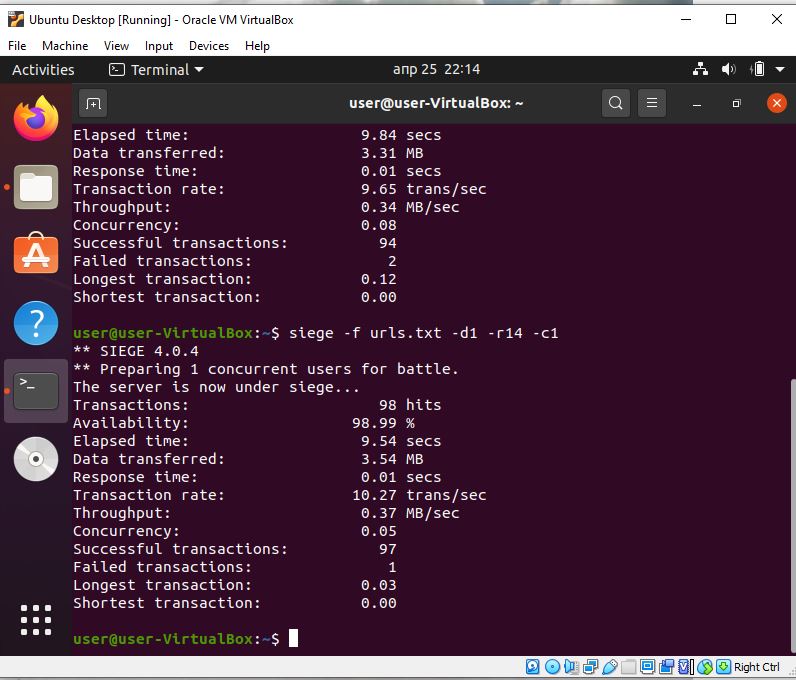 Ubuntu Desktop [Running] - Oracle VM VirtualBox
File Machine View Input Devices Help
Activities Terminal апр 25 22:14
user@user-VirtualBox: ~
Elapsed time: 9.84 secs
Data transferred: 3.31 MB
Response time: 0.01 secs
Transaction rate: 9.65 trans/sec
Throughput: 0.34 MB/sec
Concurrency: 0.08
Successful transactions: 94
Failed transactions: 2
Longest transaction: 0.12
Shortest transaction: 0.00
user@user-VirtualBox:~$ siege -f urls.txt -d1 -r14 -c1
** SIEGE 4.0.4
** Preparing 1 concurrent users for battle.
The server is now under siege...
Transactions: 98 hits
Availability: 98.99 %
Elapsed time: 9.54 secs
Data transferred: 3.54 MB
Response time: 0.01 secs
Transaction rate: 10.27 trans/sec
Throughput: 0.37 MB/sec
Concurrency: 0.05
Successful transactions: 97
Failed transactions: 1
Longest transaction: 0.03
Shortest transaction: 0.00
user@user-VirtualBox:~$
Right Ctrl